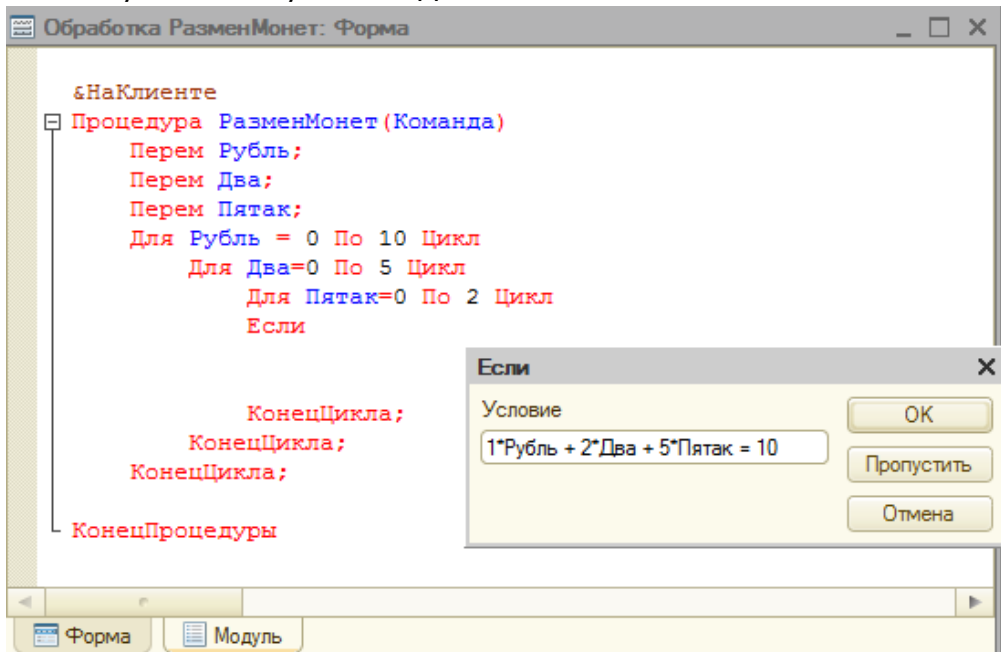 Обработка РазменМонет: Форма
&НаКлиенте
Процедура РазменМонет(Команда)
Перем Рубль;
Перем Два;
Перем Пятак;
Для Рубль = 0 По 10 Цикл
Для Два=0 По 5 Цикл
Для Пятак=0 По 2 Цикл
Если
КонецЦикла;
КонецЦикла;
КонецЦикла;
КонецПроцедуры
Если
Условие
1*Рубль + 2*Два + 5*Пятак = 10
OK
Пропустить
Отмена
Форма
Модуль